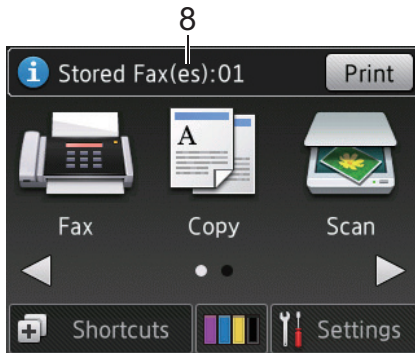 8
Stored Fax(es):01 Print
A
Fax Copy Scan
Shortcuts Settings